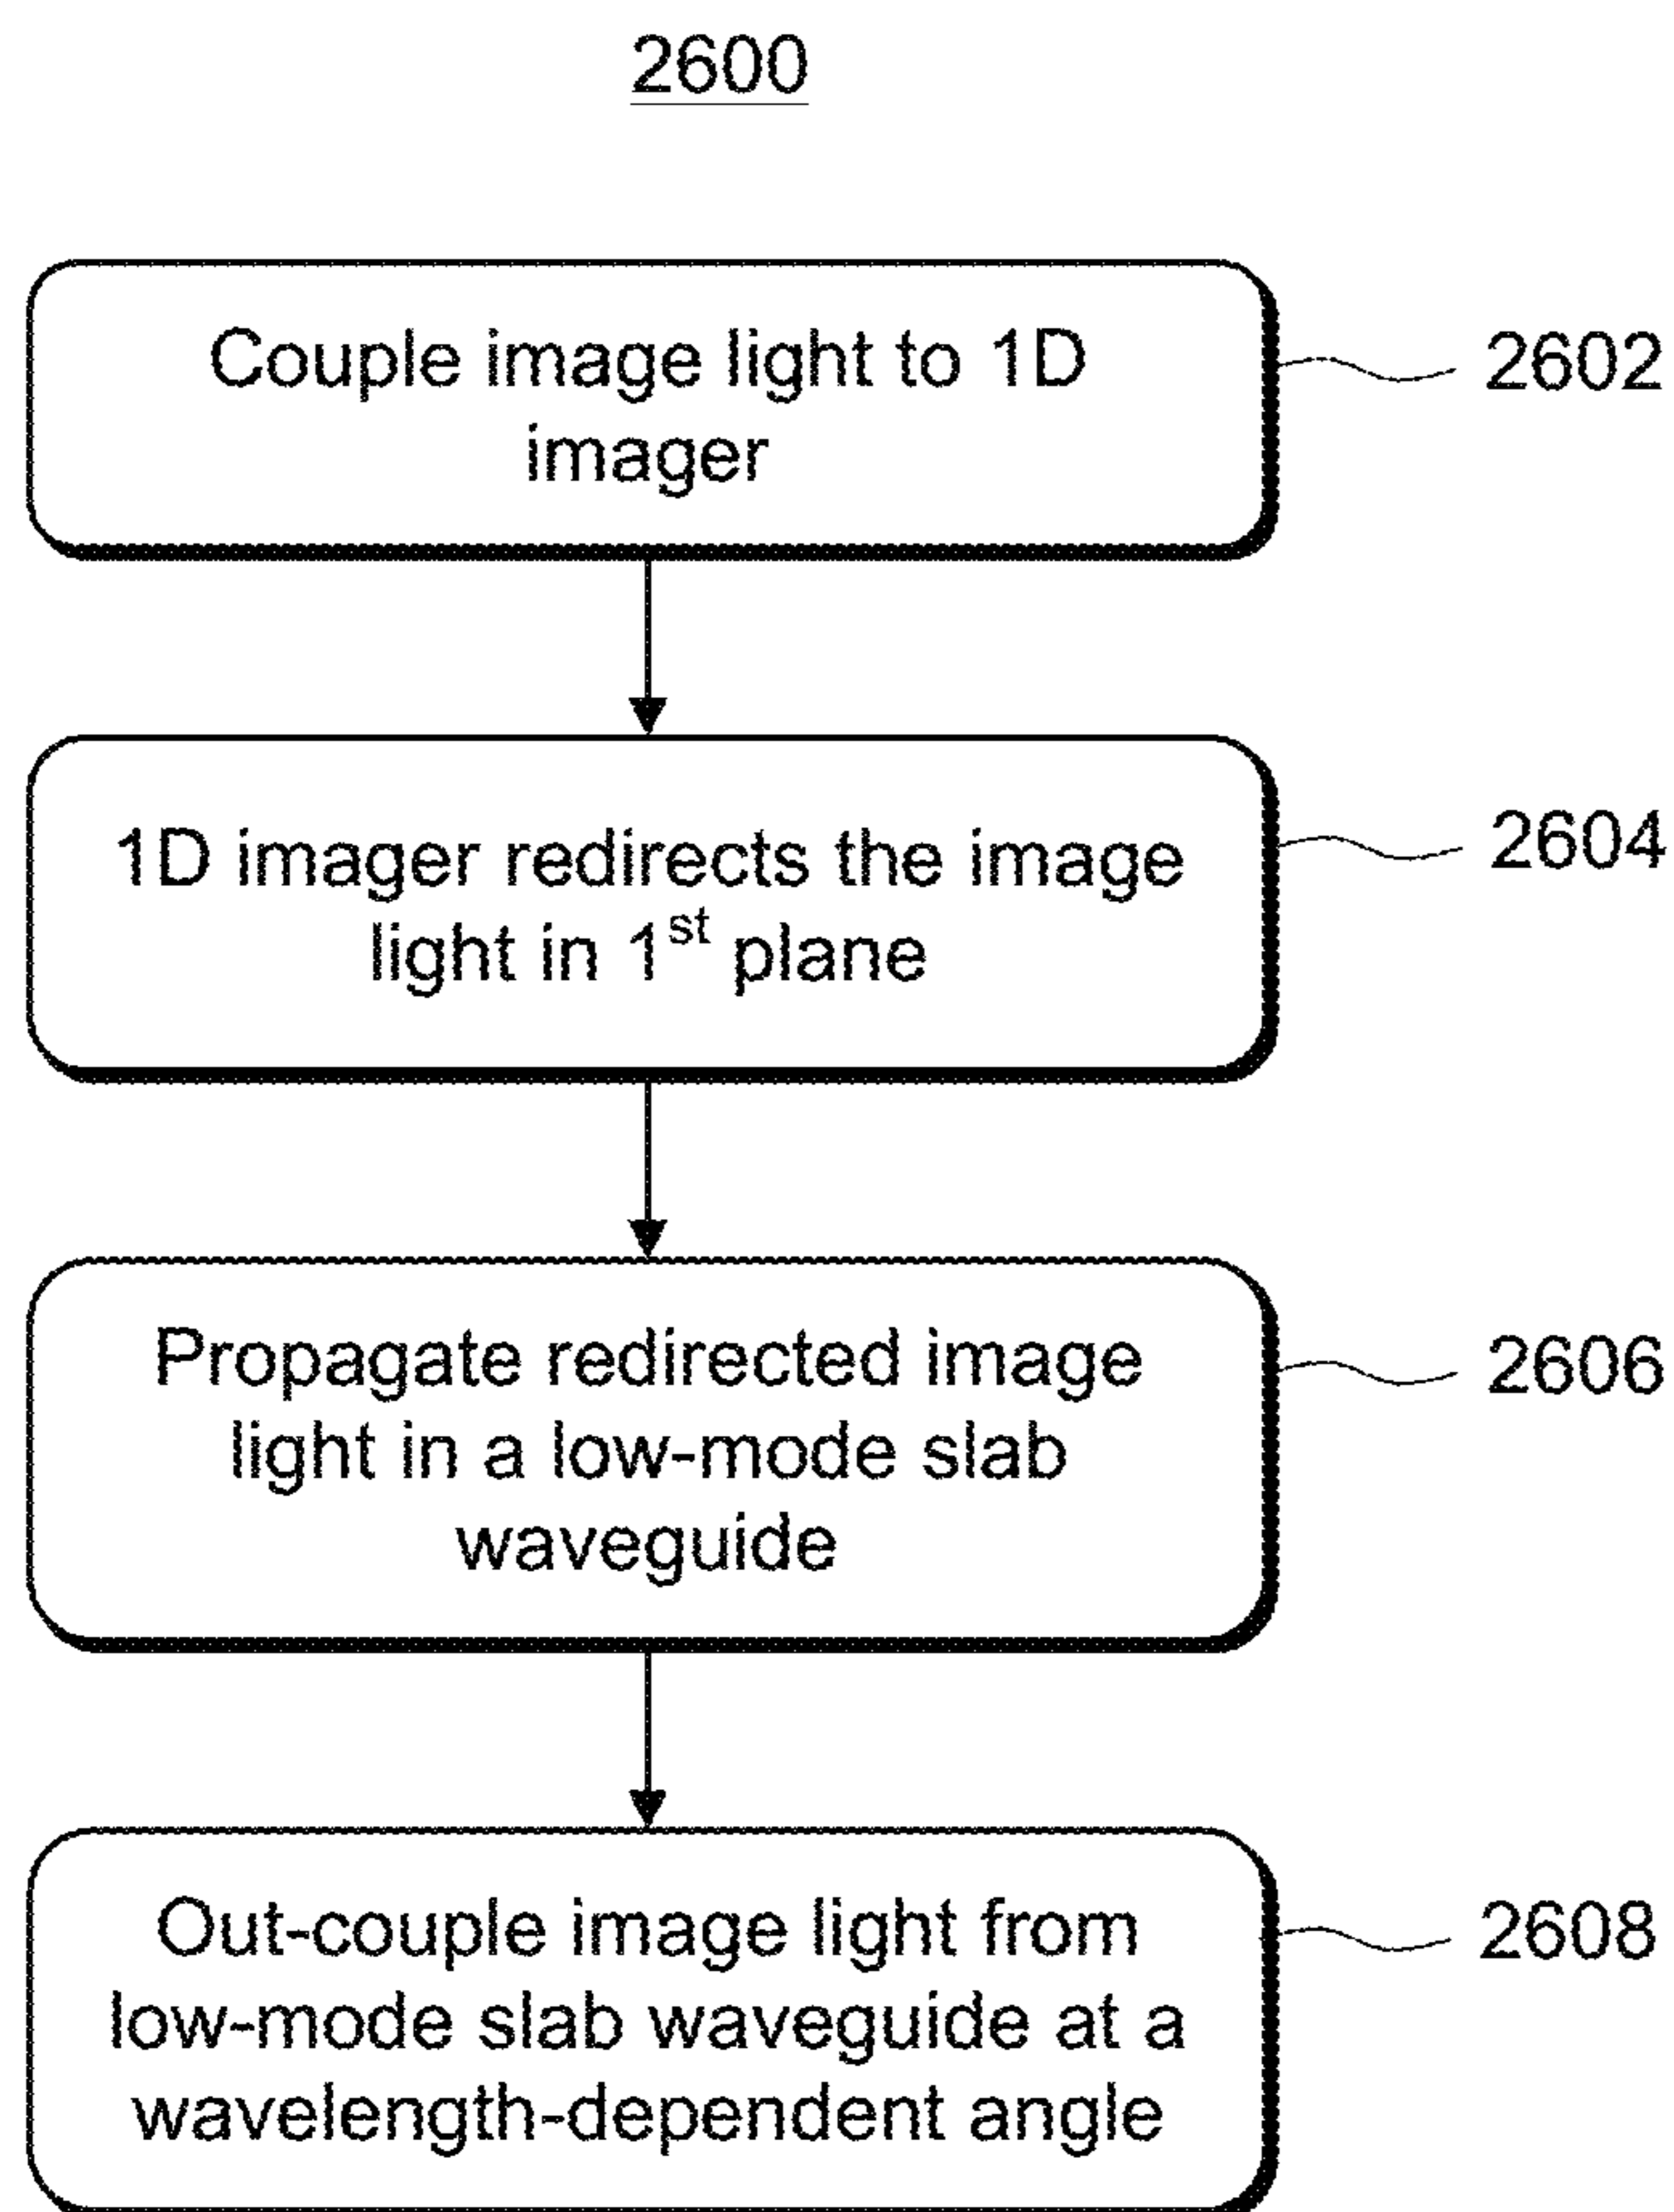 2600
Couple image light to 1D
imager
2602
1D imager redirects the image
light in 1st plane
2604
Propagate redirected image
light in a low-mode slab
waveguide
2606
Out-couple image light from
low-mode slab waveguide at a
wavelength-dependent angle
2608